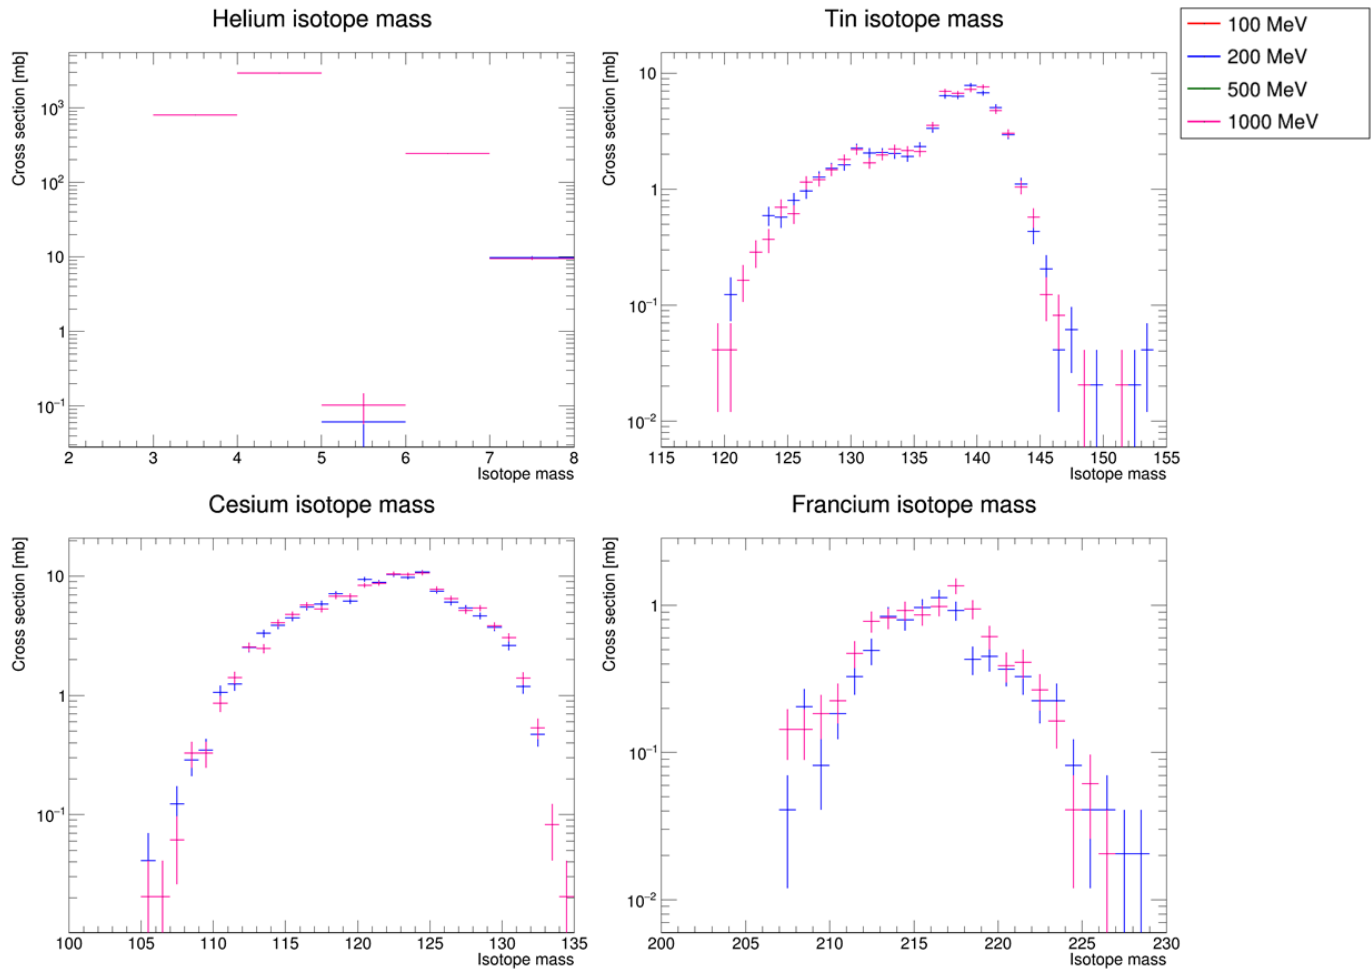 Helium isotope mass
Cross section [mb]
10³
10²
10
1
10⁻¹
2 3 4 5 6 7 8
Isotope mass
Tin isotope mass
Cross section [mb]
10
1
10⁻¹
10⁻²
115 120 125 130 135 140 145 150 155
Isotope mass
100 MeV
200 MeV
500 MeV
1000 MeV
Cesium isotope mass
Cross section [mb]
10
1
10⁻¹
100 105 110 115 120 125 130 135
Isotope mass
Francium isotope mass
Cross section [mb]
1
10⁻¹
10⁻²
200 205 210 215 220 225 230
Isotope mass